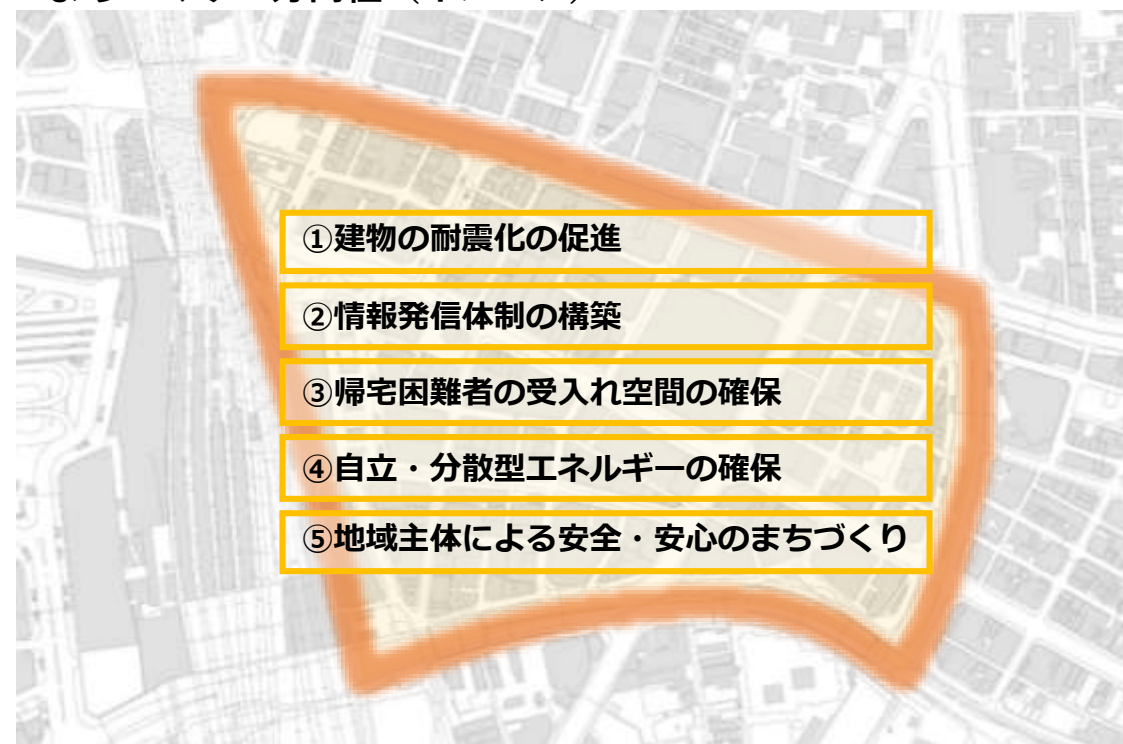 ①建物の耐震化の促進
②情報発信体制の構築
③帰宅困難者の受入れ空間の確保
④自立・分散型エネルギーの確保
⑤地域主体による安全・安心のまちづくり